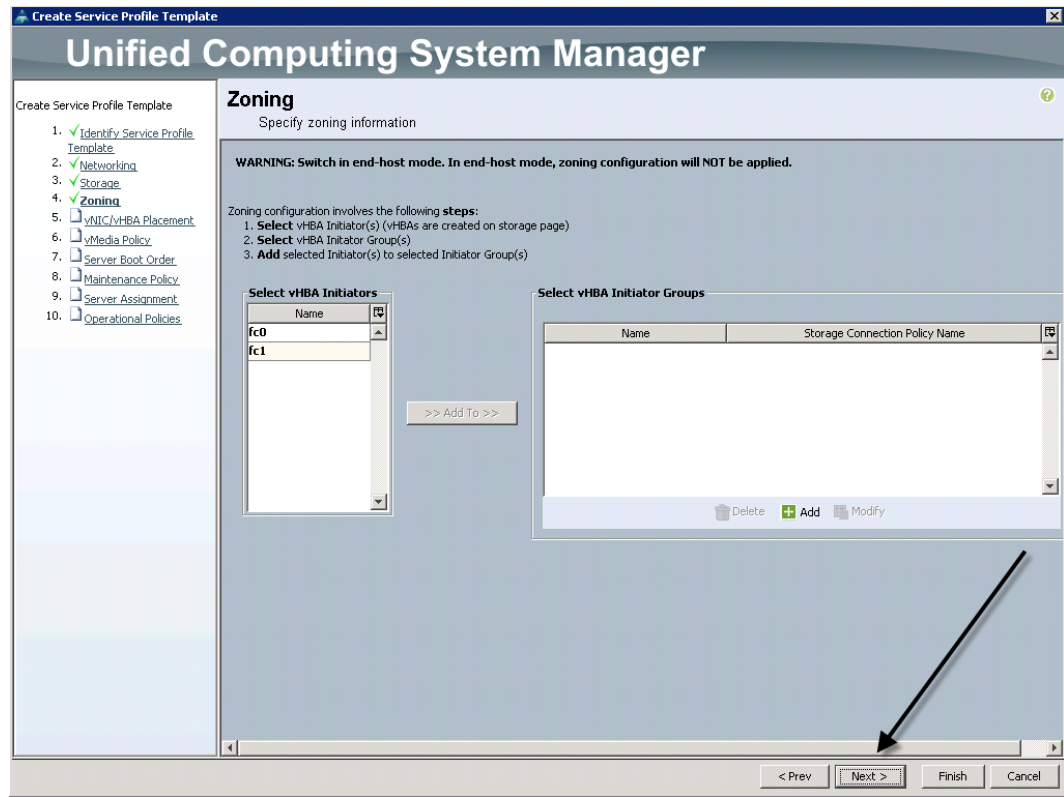 Create Service Profile Template
Unified Computing System Manager
Create Service Profile Template
1. Identify Service Profile
Template
2. Networking
3. Storage
4. Zoning
5. vNIC/vHBA Placement
6. vMedia Policy
7. Server Boot Order
8. Maintenance Policy
9. Server Assignment
10. Operational Policies
Zoning
Specify zoning information
WARNING: Switch in end-host mode. In end-host mode, zoning configuration will NOT be applied.
Zoning configuration involves the following steps:
1. Select vHBA Initiator(s) (vHBAs are created on storage page)
2. Select vHBA Initator Group(s)
3. Add selected Initiator(s) to selected Initiator Group(s)
Select vHBA Initiators
Name
fc0
fc1
>> Add To >>
Select vHBA Initiator Groups
Name Storage Connection Policy Name
Delete Add Modify
< Prev Next > Finish Cancel